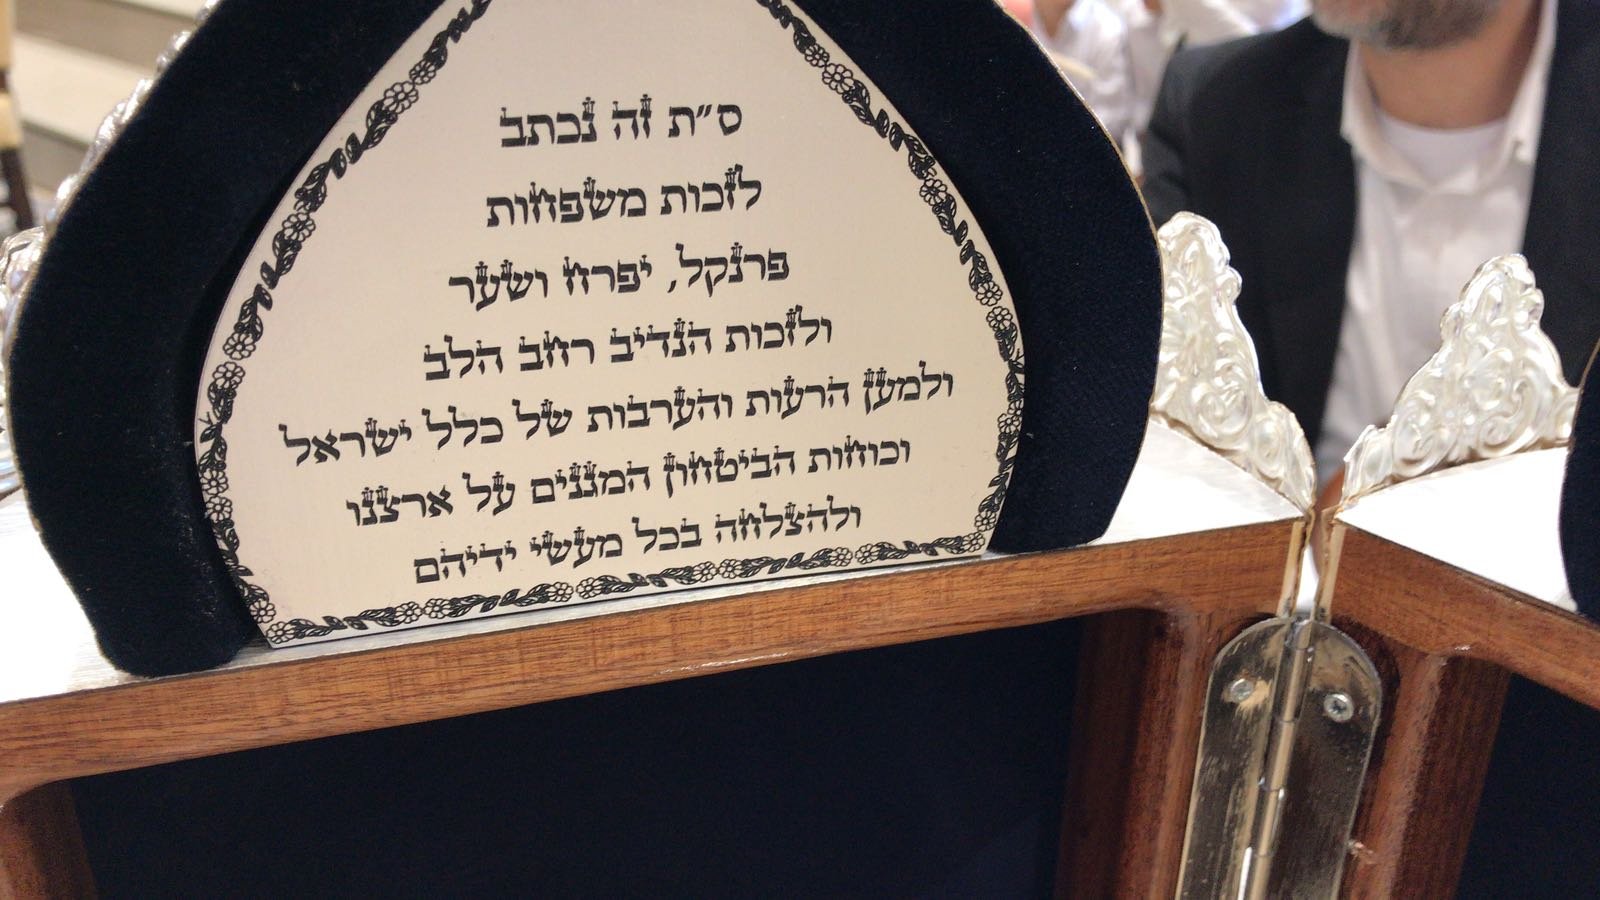 ס״ת זה נכתב
לזכות משפחות
פרנקל, יפרח ושער
ולזכות הנדיב רחב הלב
ולמען הרעות והערבות של כלל ישראל
וכוחות הביטחון המגננים על ארצנו
ולהצלחה בכל מעשי ידיהם